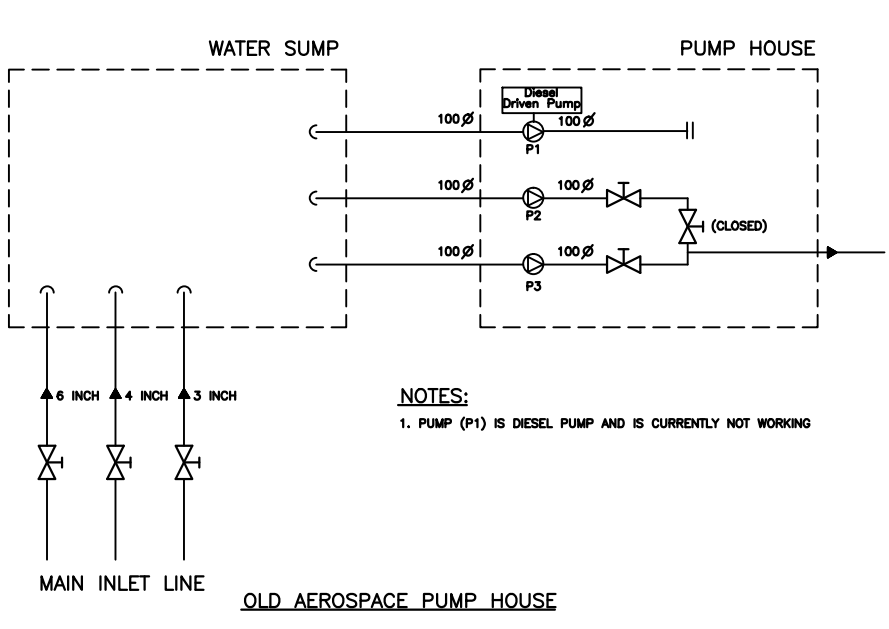 WATER SUMP
PUMP HOUSE
Diesel
Driven Pump
100Ø
100Ø
P1
100Ø
100Ø
P2
(CLOSED)
100Ø
100Ø
P3
6 INCH
4 INCH
3 INCH
NOTES:
1. PUMP (P1) IS DIESEL PUMP AND IS CURRENTLY NOT WORKING
MAIN INLET LINE
OLD AEROSPACE PUMP HOUSE